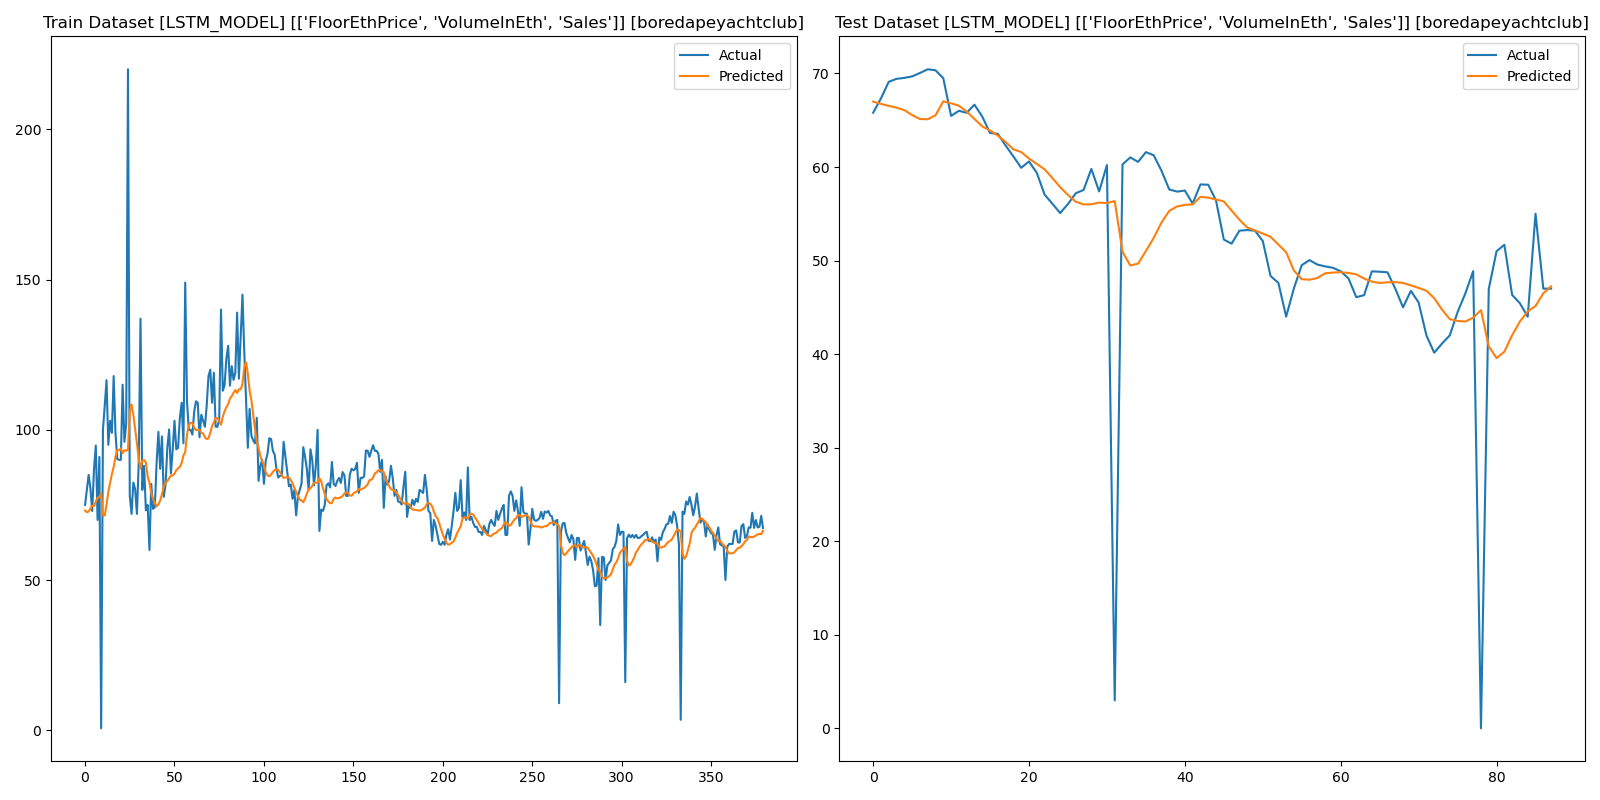 Train Dataset [LSTM_MODEL] [['FloorEthPrice', 'VolumeInEth', 'Sales']] [boredapeyachtclub]
Actual
Predicted
200
150
100
50
0
0 50 100 150 200 250 300 350
Test Dataset [LSTM_MODEL] [['FloorEthPrice', 'VolumeInEth', 'Sales']] [boredapeyachtclub]
Actual
Predicted
70
60
50
40
30
20
10
0
0 20 40 60 80